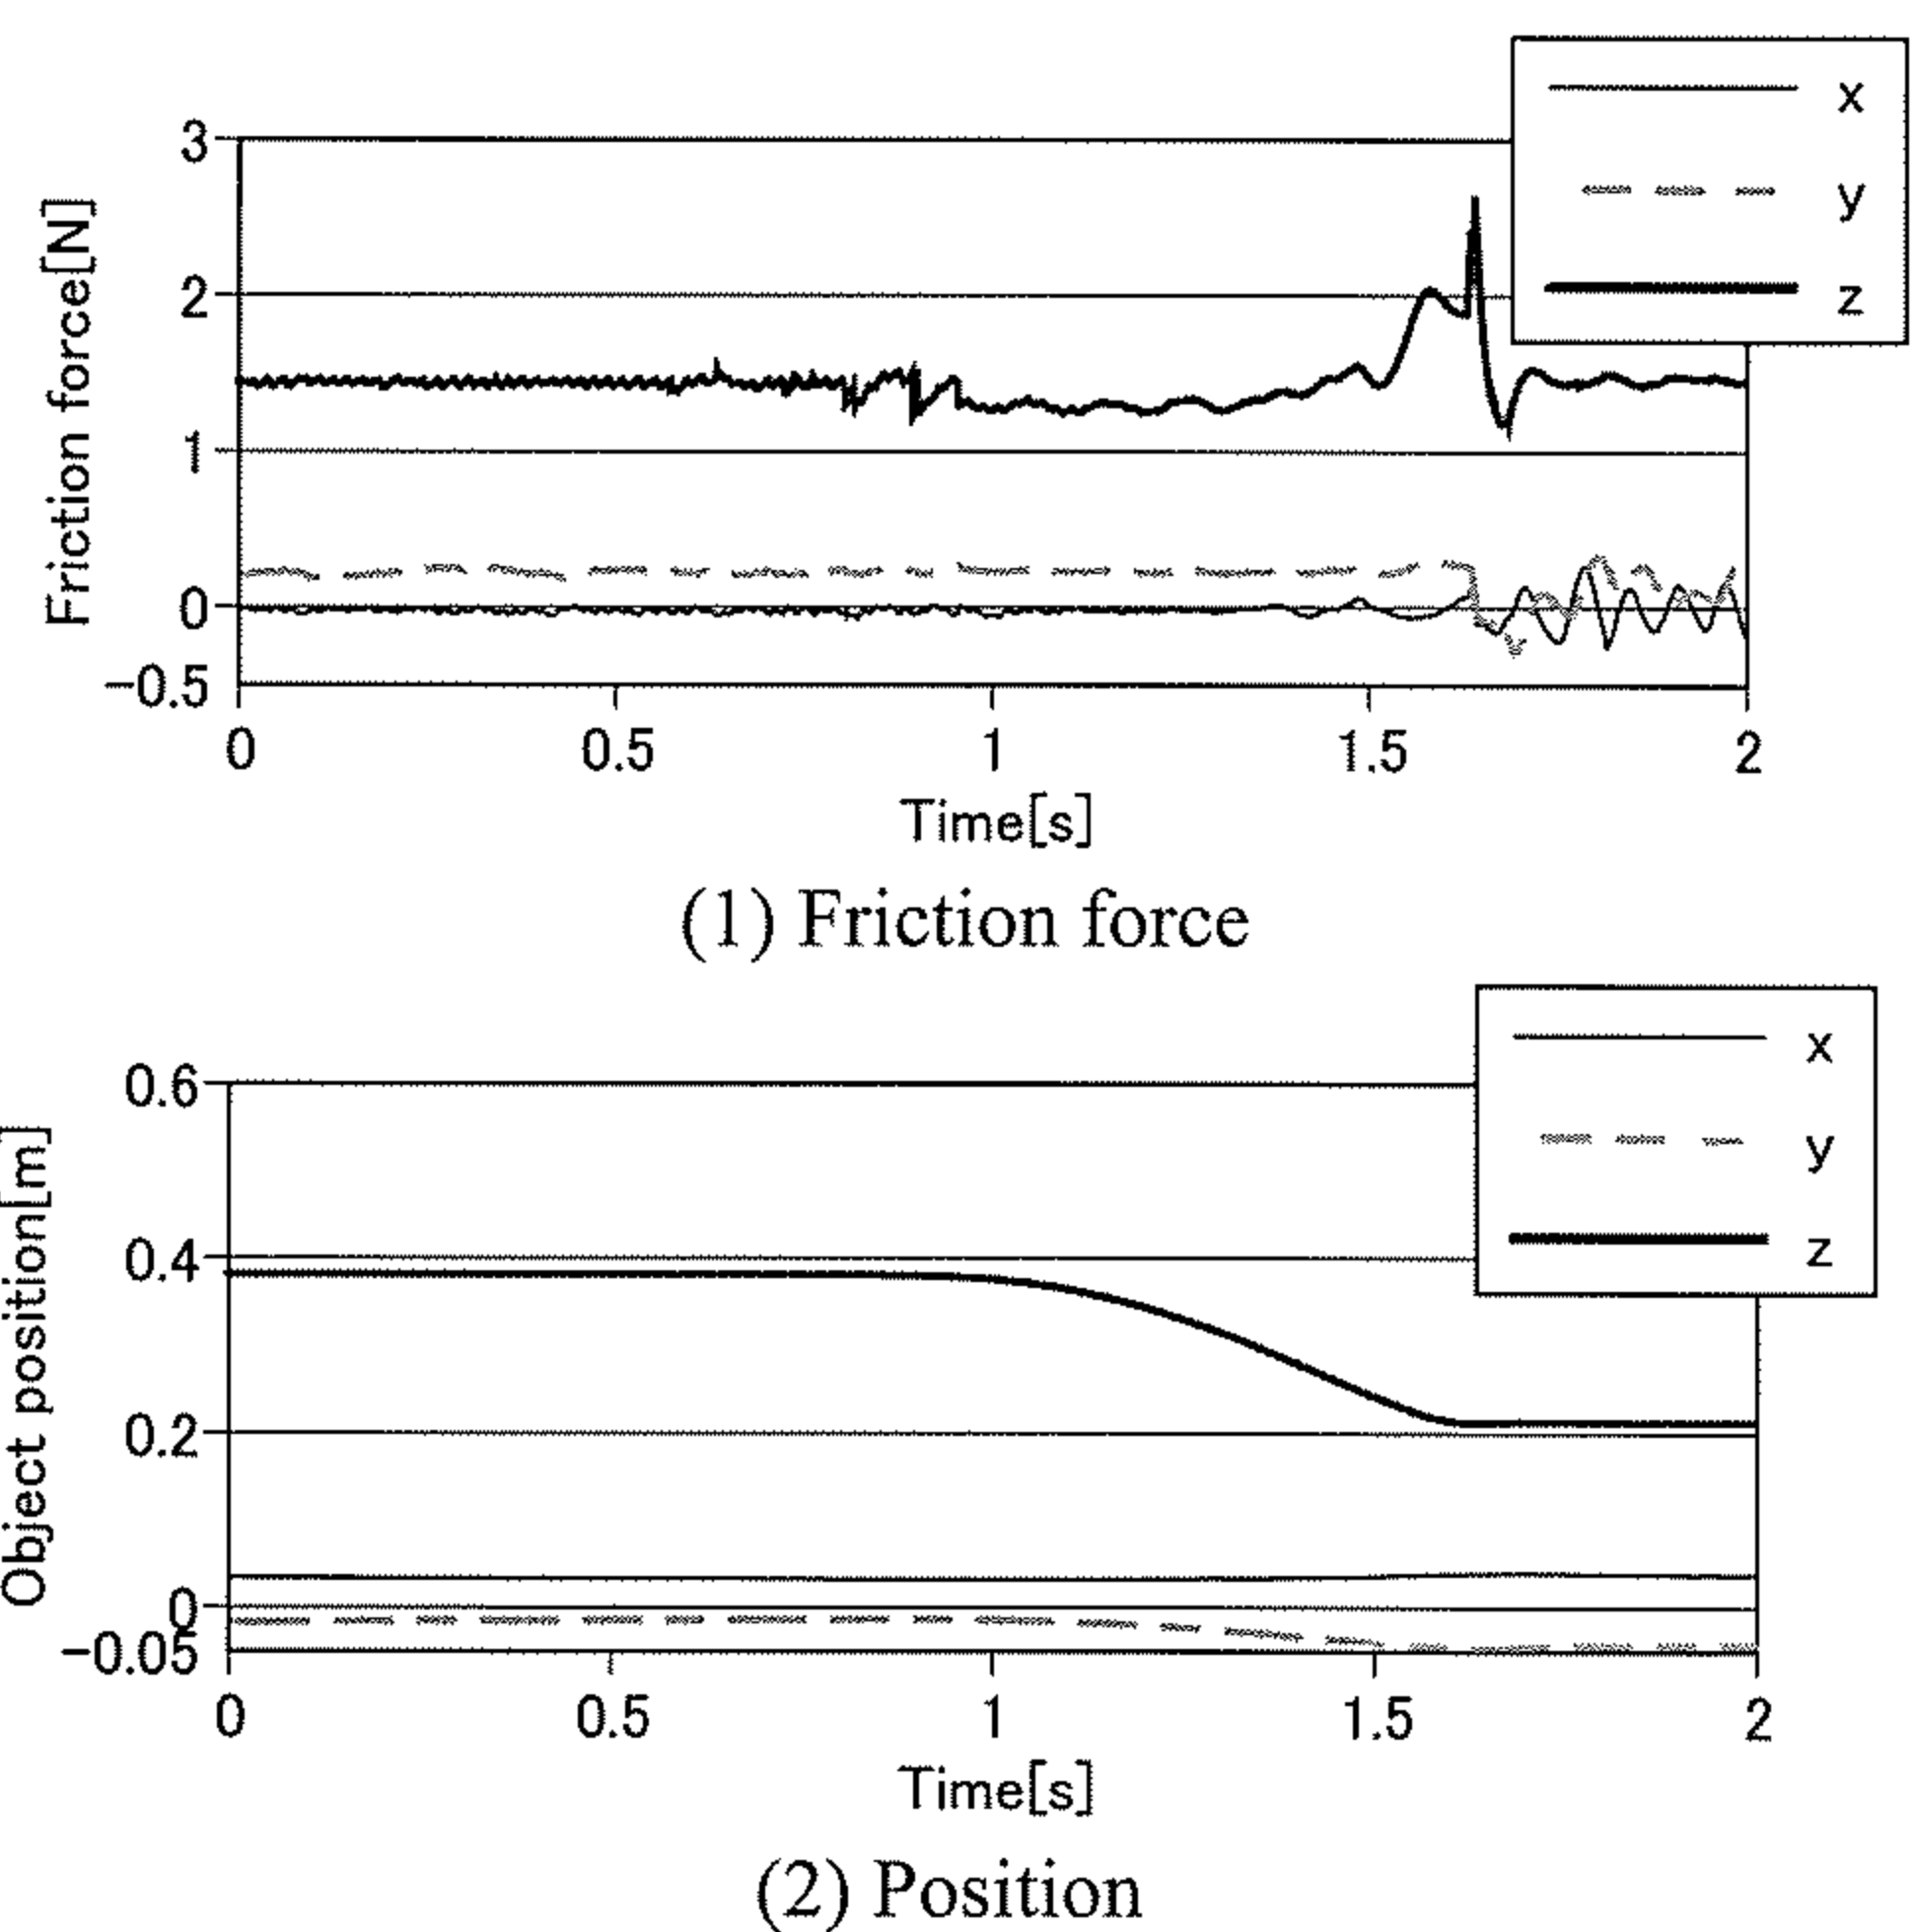 x
y
z
Friction force[N]
3
2
1
0
−0.5
0 0.5 1 1.5 2
Time[s]
(1) Friction force
x
y
z
Object position[m]
0.6
0.4
0.2
0
−0.05
0 0.5 1 1.5 2
Time[s]
(2) Position